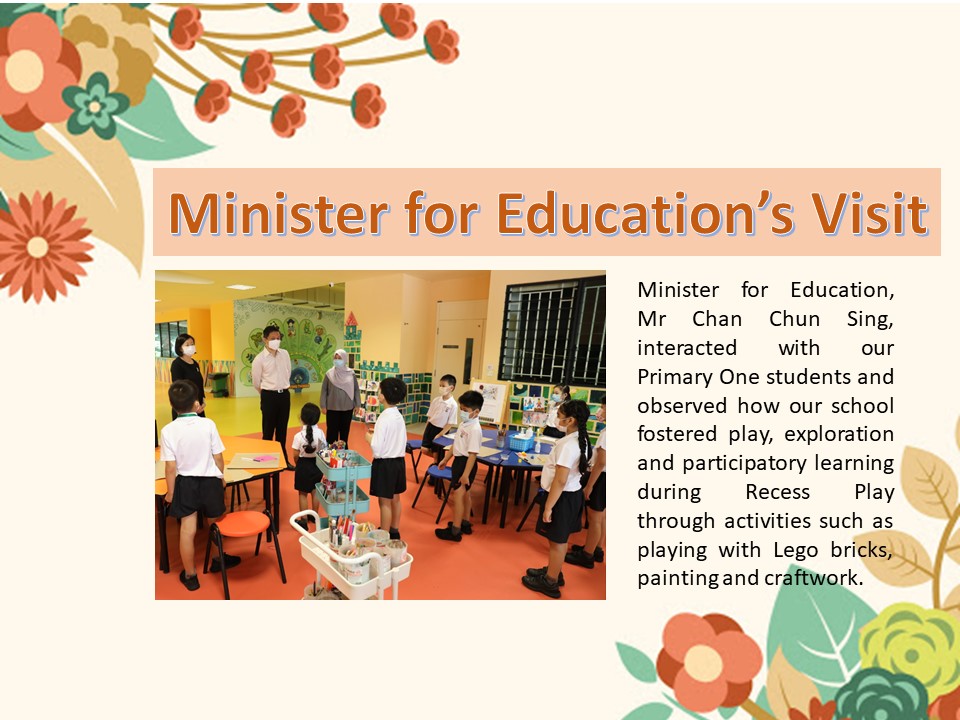 Minister for Education’s Visit
Minister for Education,
Mr Chan Chun Sing,
interacted with our
Primary One students and
observed how our school
fostered play, exploration
and participatory learning
during Recess Play
through activities such as
playing with Lego bricks,
painting and craftwork.